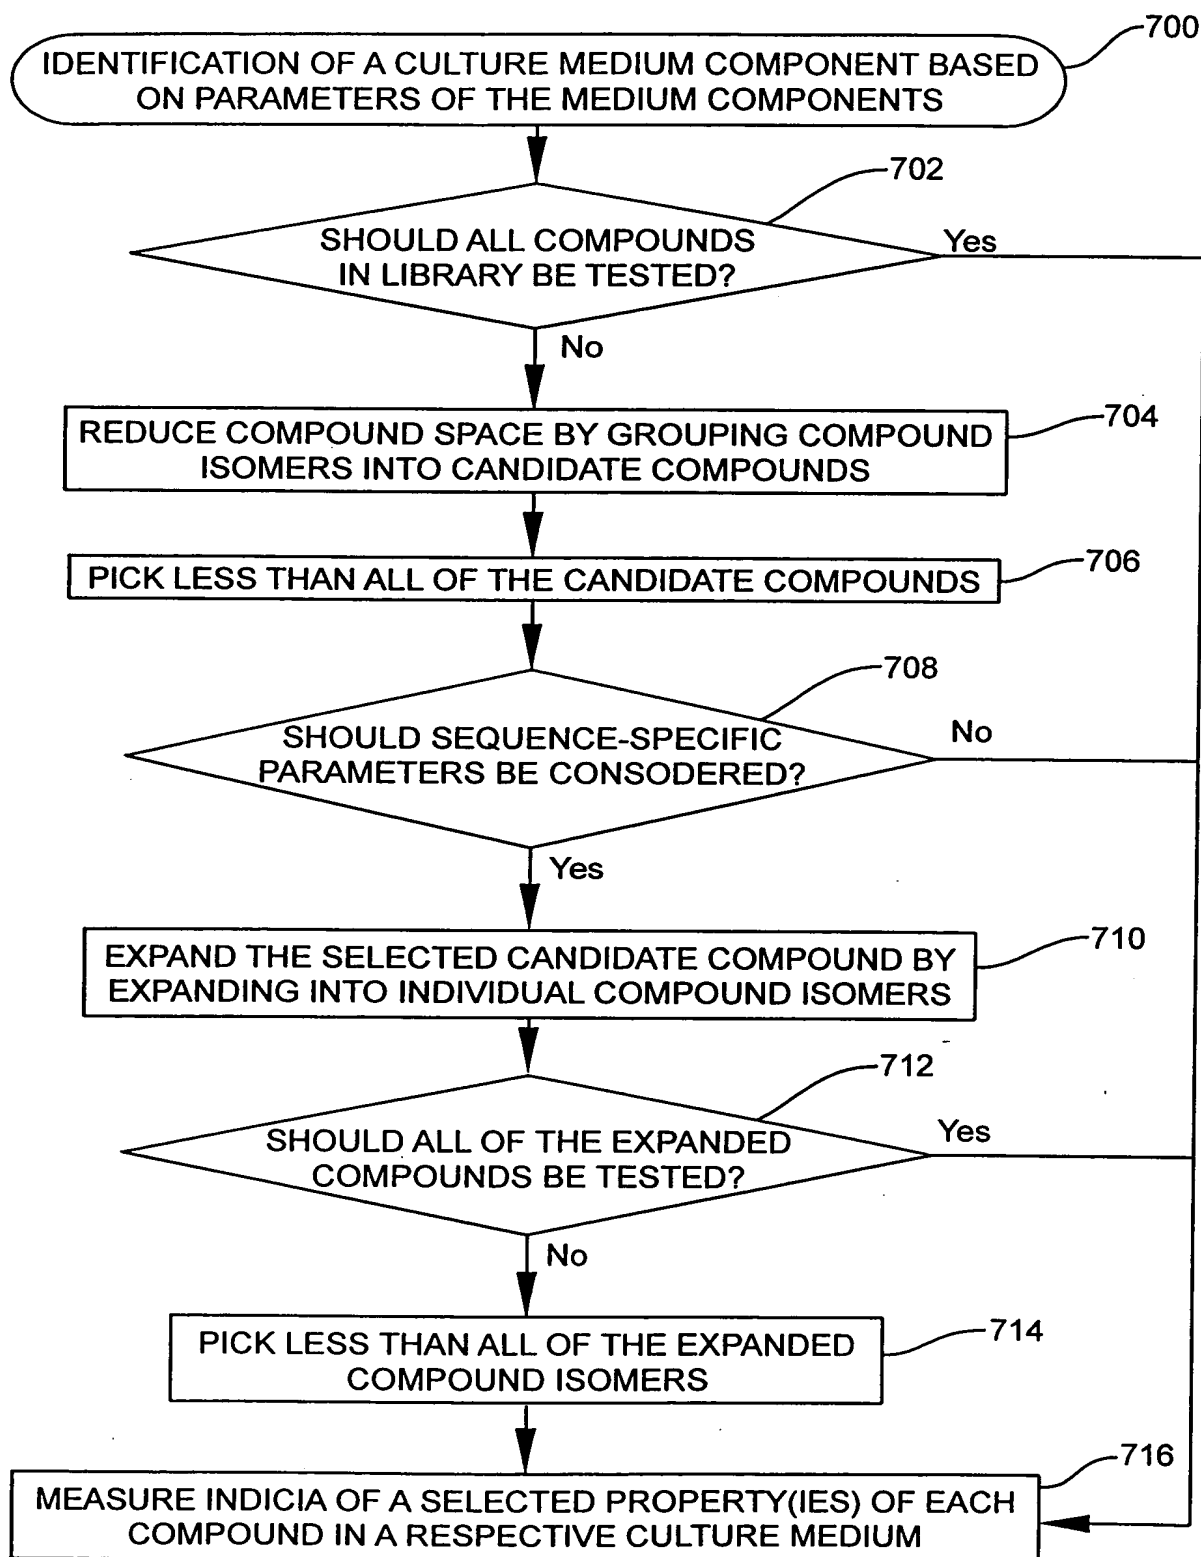 700
IDENTIFICATION OF A CULTURE MEDIUM COMPONENT BASED
ON PARAMETERS OF THE MEDIUM COMPONENTS
702
SHOULD ALL COMPOUNDS
IN LIBRARY BE TESTED?
Yes
No
704
REDUCE COMPOUND SPACE BY GROUPING COMPOUND
ISOMERS INTO CANDIDATE COMPOUNDS
706
PICK LESS THAN ALL OF THE CANDIDATE COMPOUNDS
708
SHOULD SEQUENCE-SPECIFIC
PARAMETERS BE CONSODERED?
No
Yes
710
EXPAND THE SELECTED CANDIDATE COMPOUND BY
EXPANDING INTO INDIVIDUAL COMPOUND ISOMERS
712
SHOULD ALL OF THE EXPANDED
COMPOUNDS BE TESTED?
Yes
No
714
PICK LESS THAN ALL OF THE EXPANDED
COMPOUND ISOMERS
716
MEASURE INDICIA OF A SELECTED PROPERTY(IES) OF EACH
COMPOUND IN A RESPECTIVE CULTURE MEDIUM